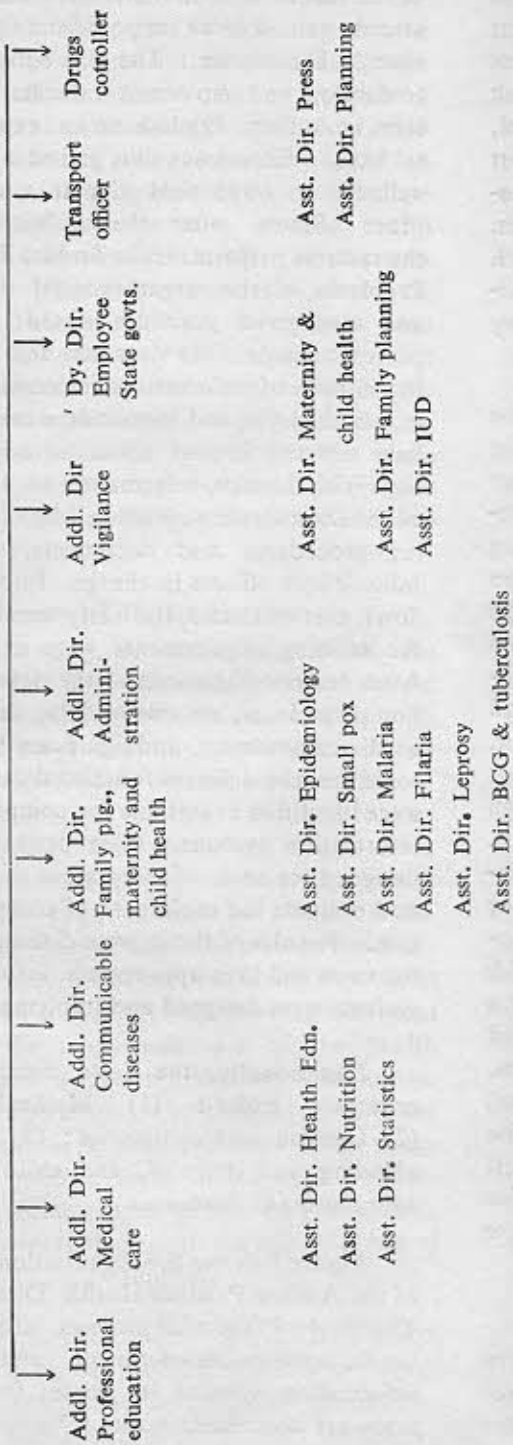 Addl. Dir.
Professional
education
Addl. Dir.
Medical
care
Addl. Dir.
Communicable
diseases
Addl. Dir.
Family plg.
maternity and
child health
Addl. Dir.
Admini-
stration
Addl. Dir
Vigilance
Dy. Dir.
Employee
State govts.
Transport
officer
Drugs
controller
Asst. Dir. Health Edn.
Asst. Dir. Nutrition
Asst. Dir. Statistics
Asst. Dir. Epidemiology
Asst. Dir. Small pox
Asst. Dir. Malaria
Asst. Dir. Filaria
Asst. Dir. Leprosy
Asst. Dir. BCG & tuberculosis
Asst. Dir. Maternity &
child health
Asst. Dir. Family planning
Asst. Dir. IUD
Asst. Dir. Press
Asst. Dir. Planning